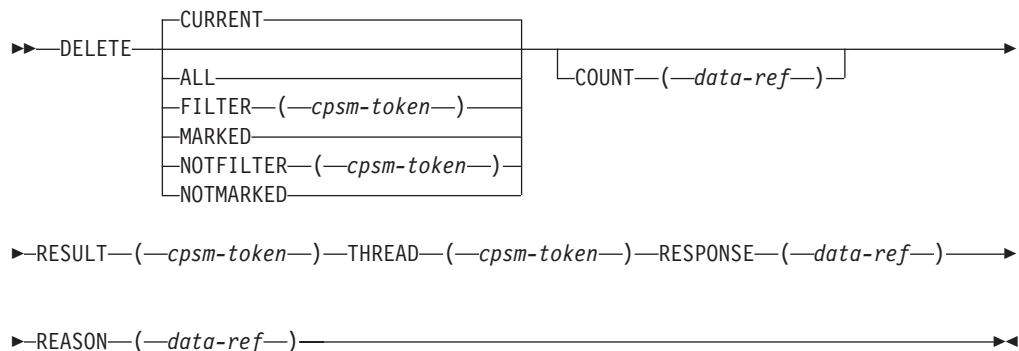 CURRENT
DELETE
ALL COUNT ( data-ref )
FILTER ( cpsm-token )
MARKED
NOTFILTER ( cpsm-token )
NOTMARKED
RESULT ( cpsm-token ) THREAD ( cpsm-token ) RESPONSE ( data-ref )
REASON ( data-ref )